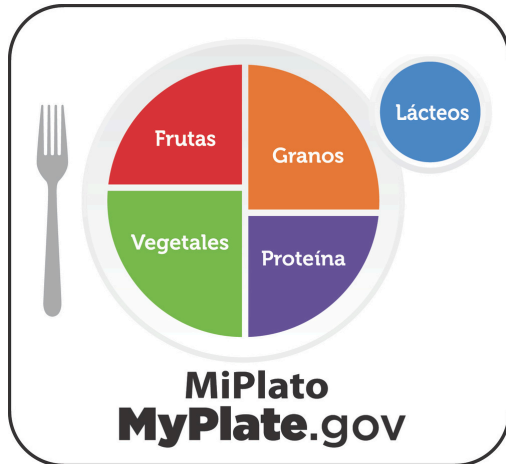 Frutas
Granos
Lácteos
Vegetales
Proteína
MiPlato
MyPlate.gov